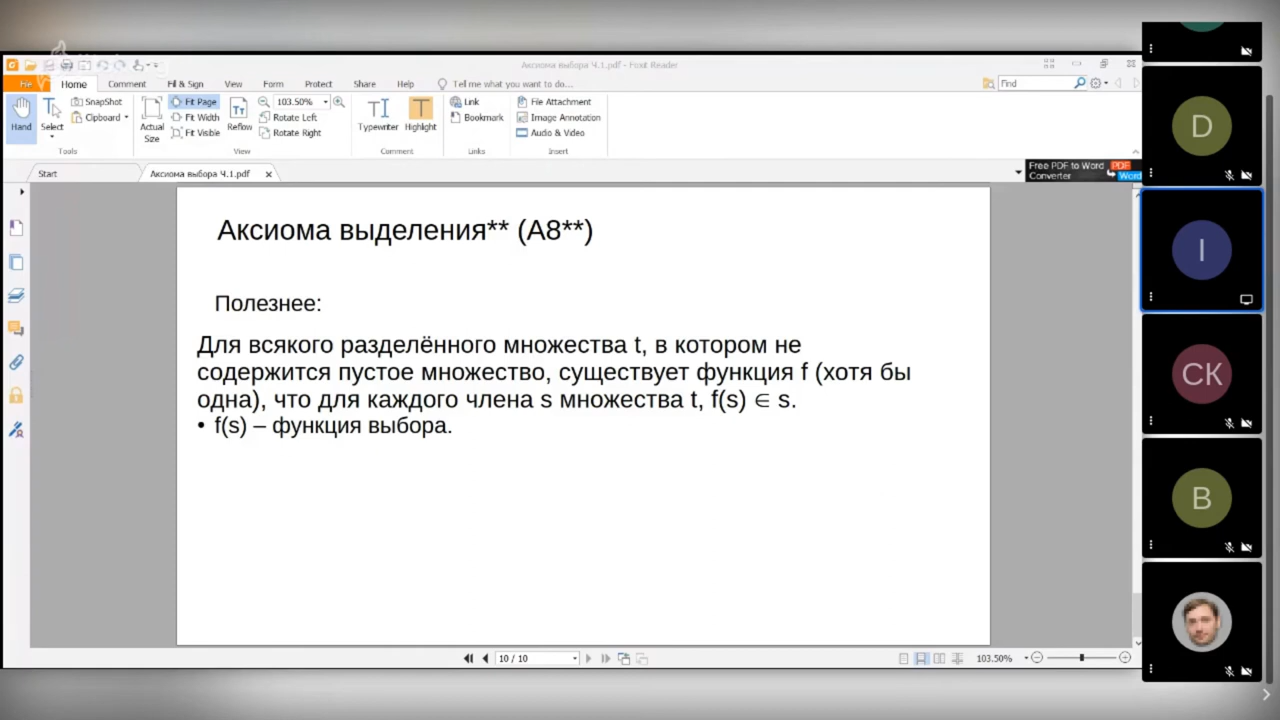 Аксиома выбора Ч.1.pdf - Foxit Reader
File
Home
Comment
Fill & Sign
View
Form
Protect
Share
Help
Tell me what you want to do...
Find
Hand
Select
SnapShot
Clipboard
Tools
Actual
Size
Fit Page
Fit Width
Fit Visible
Reflow
103.50%
Rotate Left
Rotate Right
View
Typewriter
Highlight
Comment
Link
Bookmark
Links
File Attachment
Image Annotation
Audio & Video
Insert
Start
Аксиома выбора Ч.1.pdf
Free PDF to Word
Converter
PDF
Word
Аксиома выделения** (A8**)
Полезнее:
Для всякого разделённого множества t, в котором не
содержится пустое множество, существует функция f (хотя бы
одна), что для каждого члена s множества t, f(s) ∈ s.
• f(s) – функция выбора.
10 / 10
103.50%
D
I
СК
B